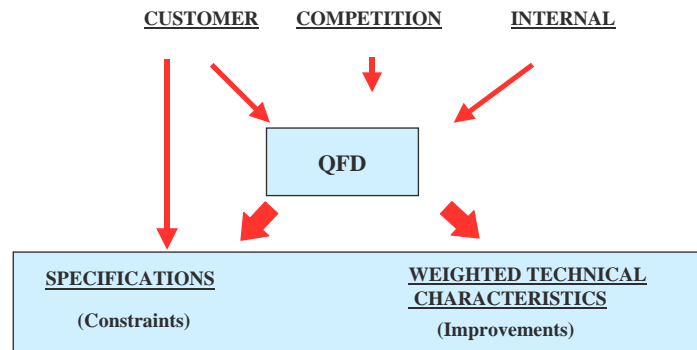 CUSTOMER COMPETITION INTERNAL
QFD
SPECIFICATIONS
(Constraints)
WEIGHTED TECHNICAL
CHARACTERISTICS
(Improvements)